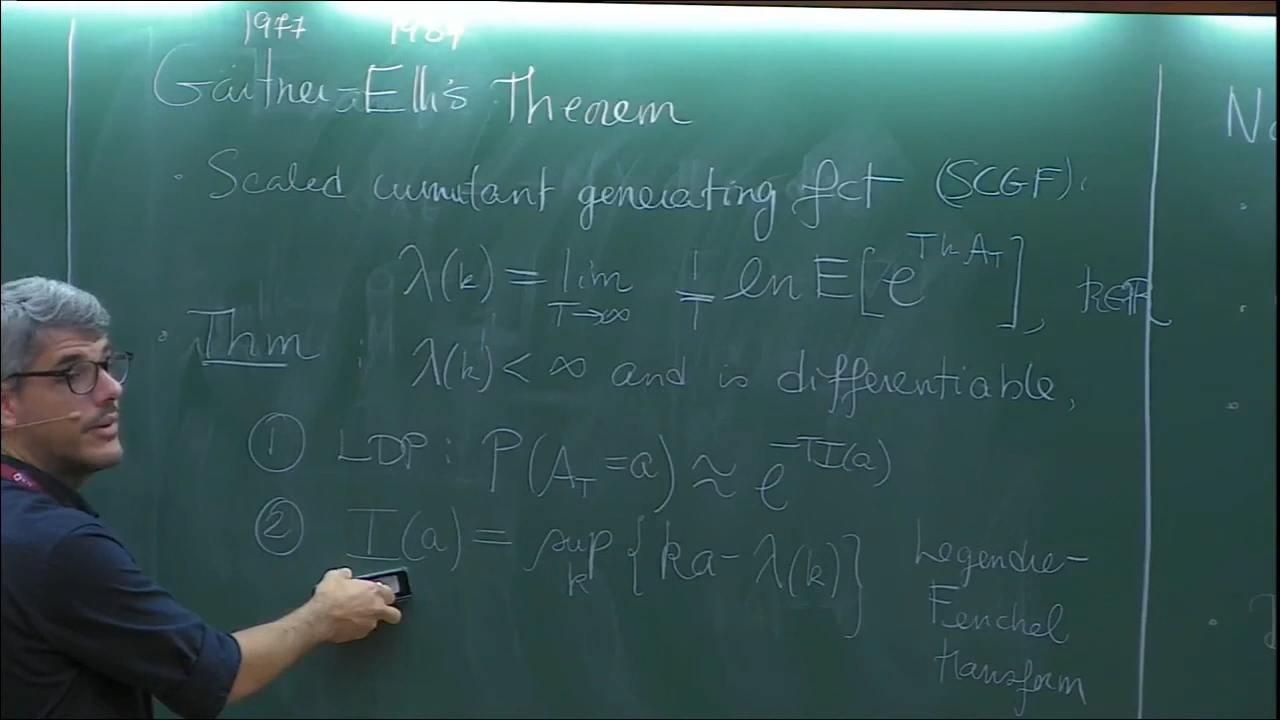 1977 1984
Gärtner-Ellis Theorem
· Scaled cumulant generating fct (SCGF).
λ(k) = lim_{T→∞} 1/T ln E[e^{TkA_T}], k∈ℝ
· Thm : λ(k) < ∞ and is differentiable,
① LDP: P(A_T = a) ≈ e^{-TI(a)}
② I(a) = sup_k {ka - λ(k)} Legendre-
Fenchel
transform